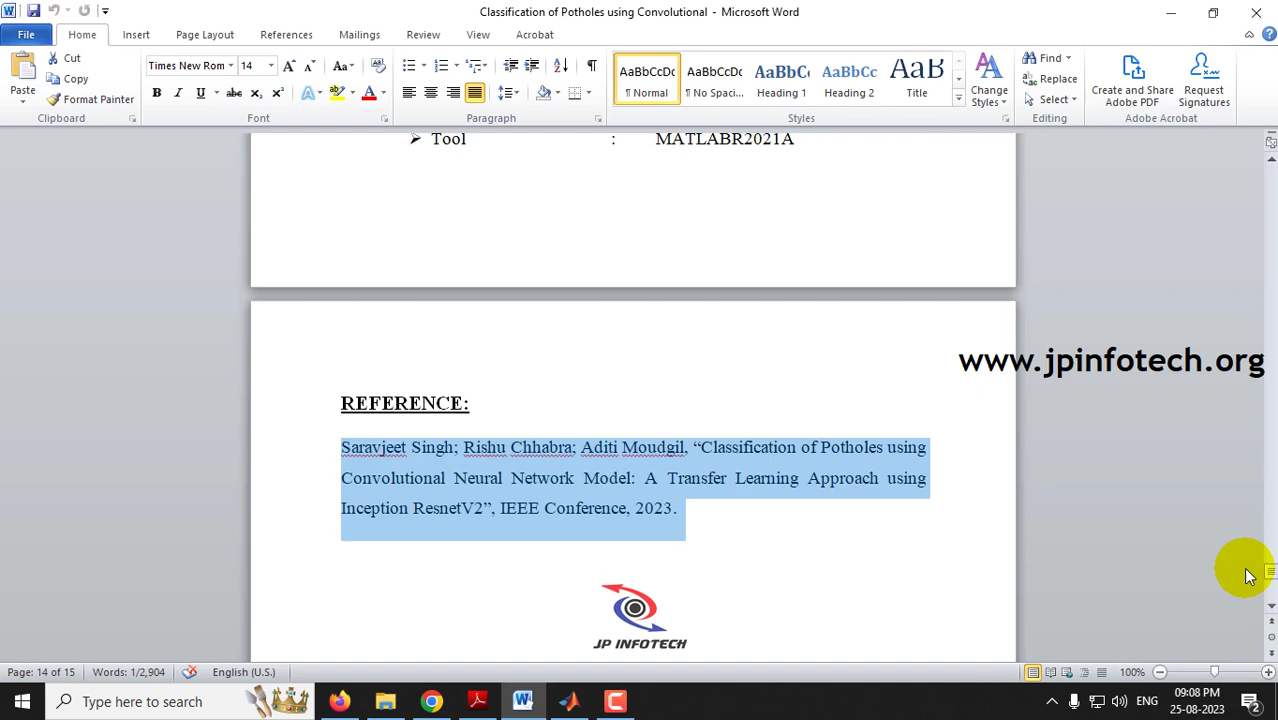 Classification of Potholes using Convolutional - Microsoft Word
File Home Insert Page Layout References Mailings Review View Acrobat
Paste
Cut
Copy
Format Painter
Clipboard
Times New Rom 14
Font
Paragraph
AaBbCcDc AaBbCcDc AaBbCc AaBbCc AaB
¶ Normal ¶ No Spaci... Heading 1 Heading 2 Title
Change Styles
Styles
Find
Replace
Select
Editing
Create and Share Adobe PDF
Request Signatures
Adobe Acrobat
➢ Tool : MATLABR2021A
www.jpinfotech.org
REFERENCE:
Saravjeet Singh; Rishu Chhabra; Aditi Moudgil, “Classification of Potholes using
Convolutional Neural Network Model: A Transfer Learning Approach using
Inception ResnetV2”, IEEE Conference, 2023.
JP INFOTECH
Page: 14 of 15 Words: 1/2,904 English (U.S.) 100%
Type here to search
ENG
09:08 PM
25-08-2023
2